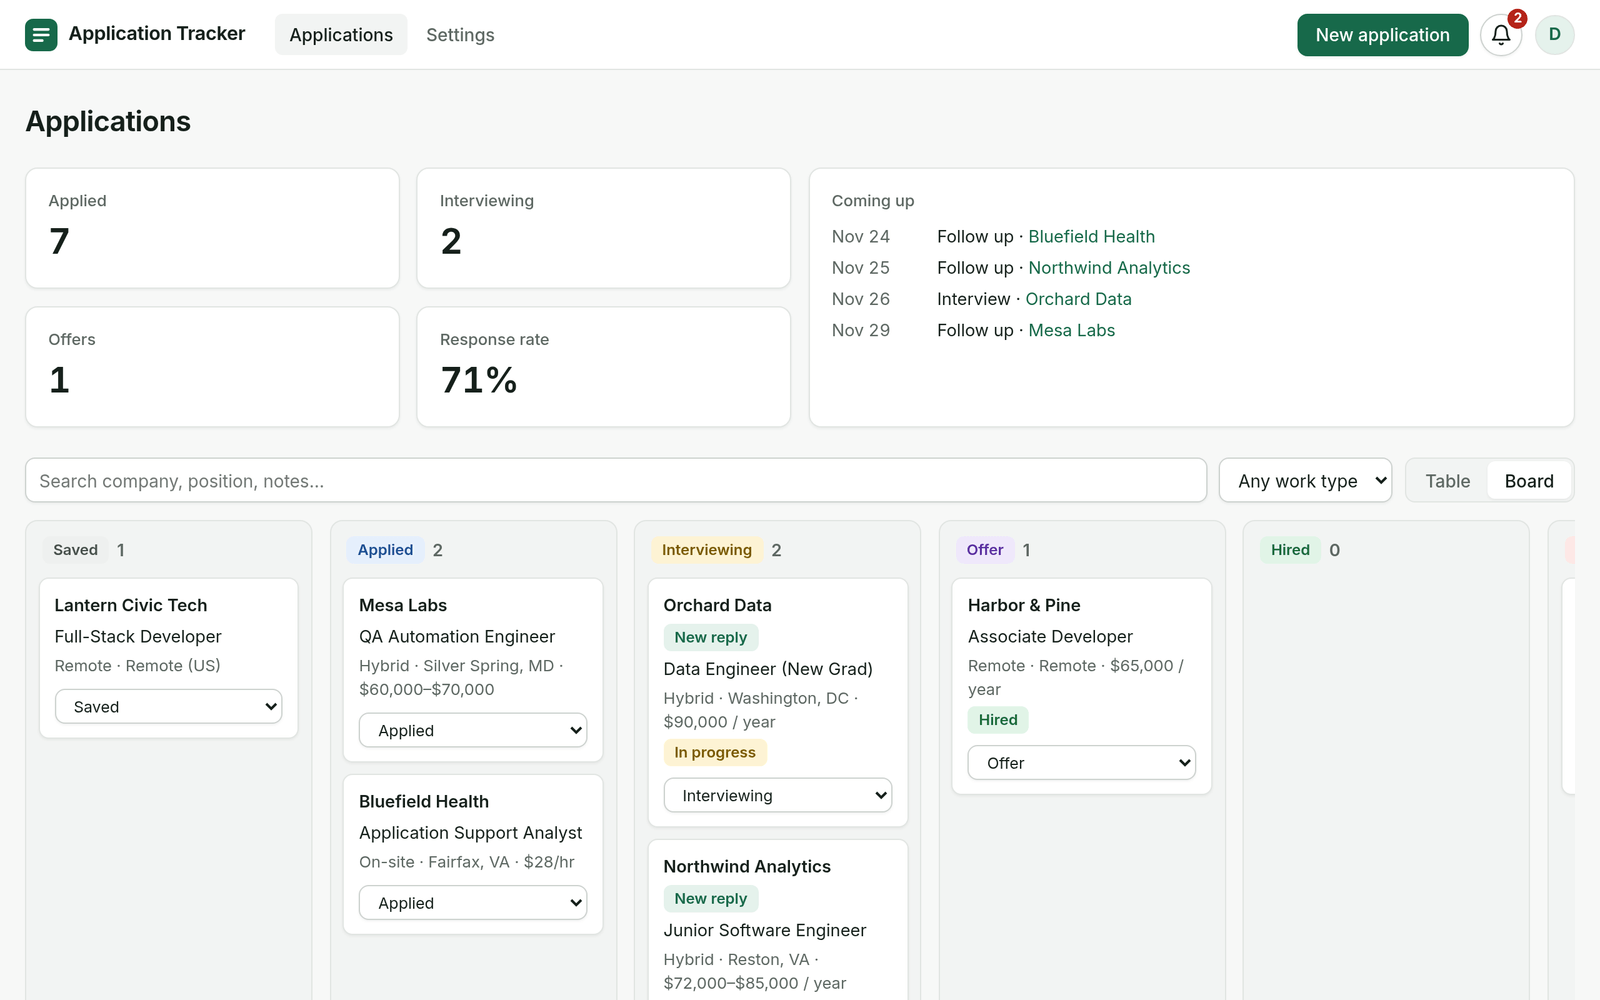 Application Tracker
Applications
Settings
New application
2
D
Applications
Applied
7
Interviewing
2
Offers
1
Response rate
71%
Coming up
Nov 24 Follow up · Bluefield Health
Nov 25 Follow up · Northwind Analytics
Nov 26 Interview · Orchard Data
Nov 29 Follow up · Mesa Labs
Search company, position, notes...
Any work type
Table
Board
Saved 1
Lantern Civic Tech
Full-Stack Developer
Remote · Remote (US)
Saved
Applied 2
Mesa Labs
QA Automation Engineer
Hybrid · Silver Spring, MD ·
$60,000–$70,000
Applied
Bluefield Health
Application Support Analyst
On-site · Fairfax, VA · $28/hr
Applied
Interviewing 2
Orchard Data
New reply
Data Engineer (New Grad)
Hybrid · Washington, DC ·
$90,000 / year
In progress
Interviewing
Northwind Analytics
New reply
Junior Software Engineer
Hybrid · Reston, VA ·
$72,000–$85,000 / year
Offer 1
Harbor & Pine
Associate Developer
Remote · Remote · $65,000 /
year
Hired
Offer
Hired 0